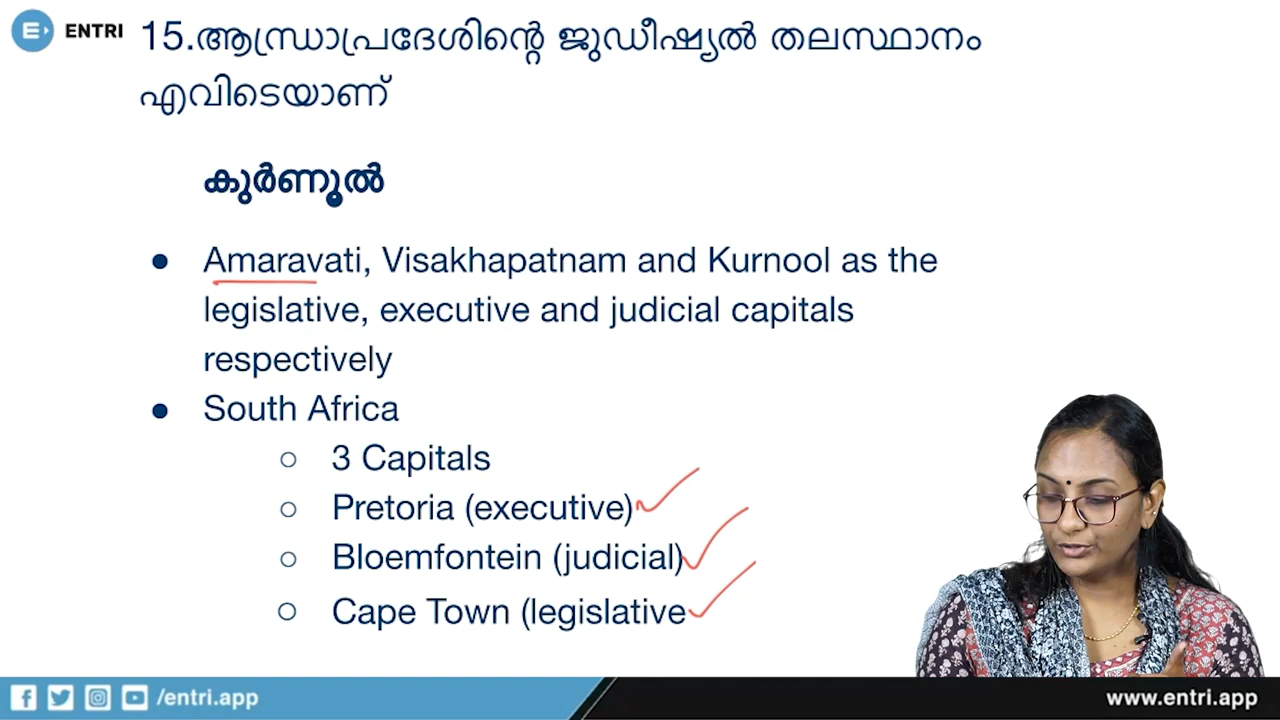 ENTRI
15.ആന്ധ്രാപ്രദേശിന്റെ ജുഡീഷ്യൽ തലസ്ഥാനം
എവിടെയാണ്
കുർണൂൽ
● Amaravati, Visakhapatnam and Kurnool as the
legislative, executive and judicial capitals
respectively
● South Africa
○ 3 Capitals
○ Pretoria (executive)
○ Bloemfontein (judicial)
○ Cape Town (legislative
/entri.app
www.entri.app